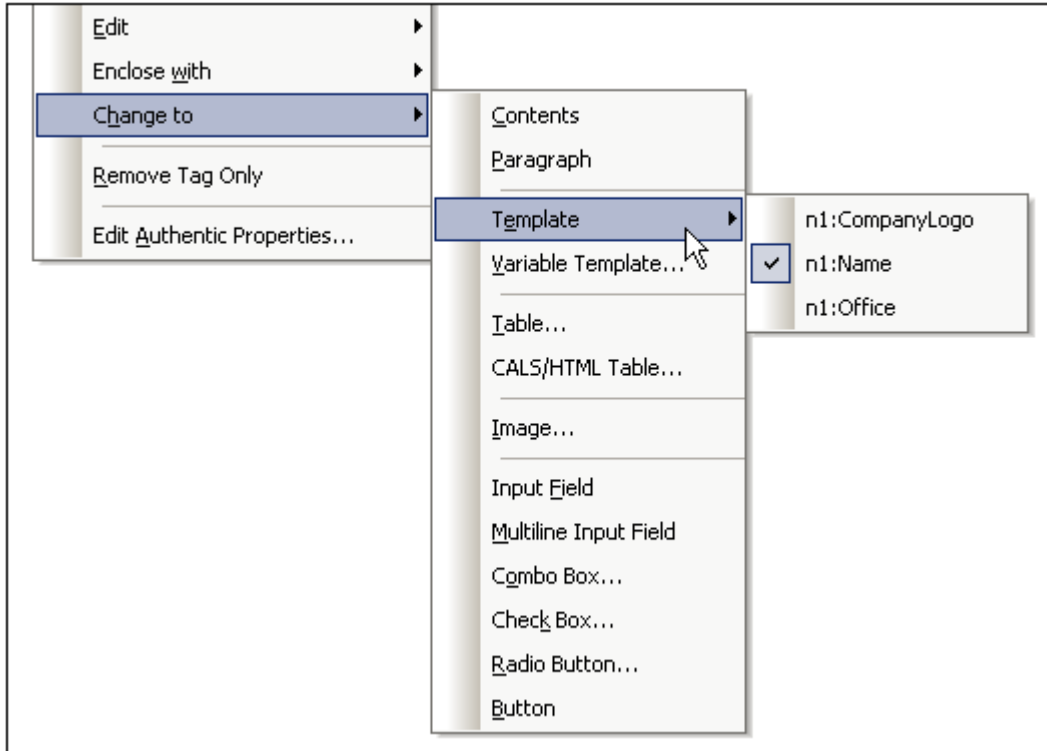 Edit
Enclose with
Change to
Remove Tag Only
Edit Authentic Properties...
Contents
Paragraph
Template
Variable Template...
Table...
CALS/HTML Table...
Image...
Input Field
Multiline Input Field
Combo Box...
Check Box...
Radio Button...
Button
n1:CompanyLogo
n1:Name
n1:Office